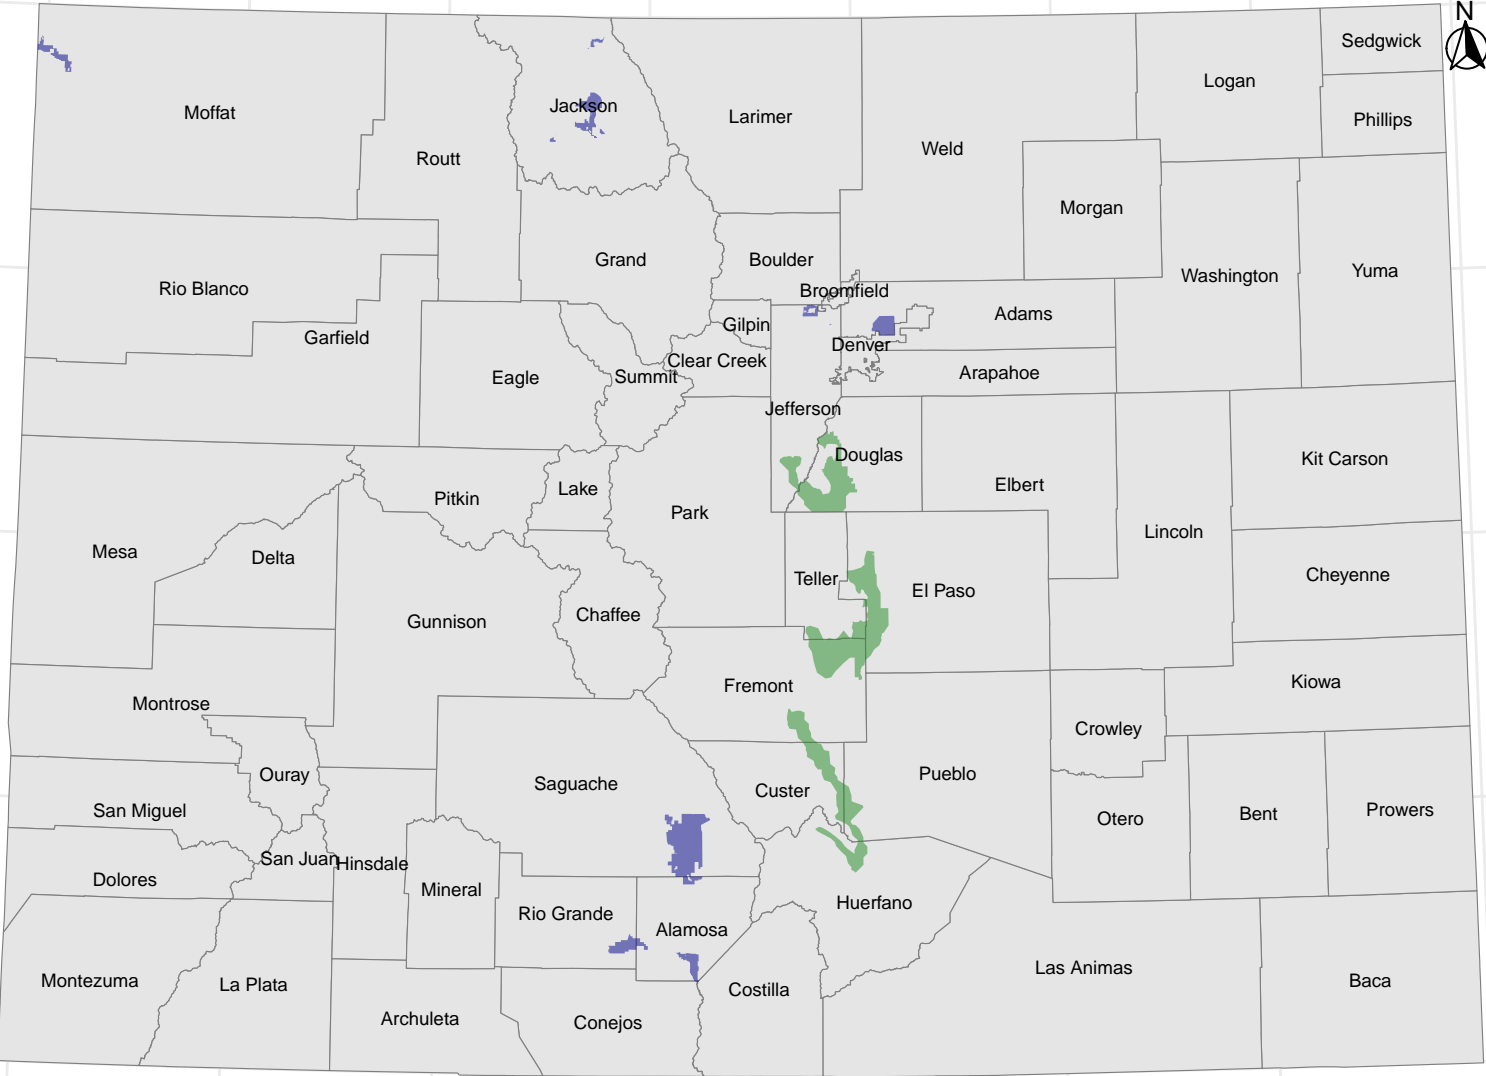 N
Sedgwick
Logan
Phillips
Moffat
Jackson
Larimer
Routt
Weld
Morgan
Rio Blanco
Grand
Boulder
Washington
Yuma
Broomfield
Garfield
Gilpin
Adams
Denver
Clear Creek
Eagle
Summit
Arapahoe
Jefferson
Douglas
Kit Carson
Pitkin
Lake
Elbert
Park
Lincoln
Mesa
Delta
Teller
El Paso
Cheyenne
Gunnison
Chaffee
Fremont
Kiowa
Montrose
Crowley
Ouray
Saguache
Custer
Pueblo
San Miguel
Otero
Bent
Prowers
San Juan
Hinsdale
Dolores
Mineral
Rio Grande
Alamosa
Huerfano
Montezuma
La Plata
Costilla
Las Animas
Baca
Archuleta
Conejos